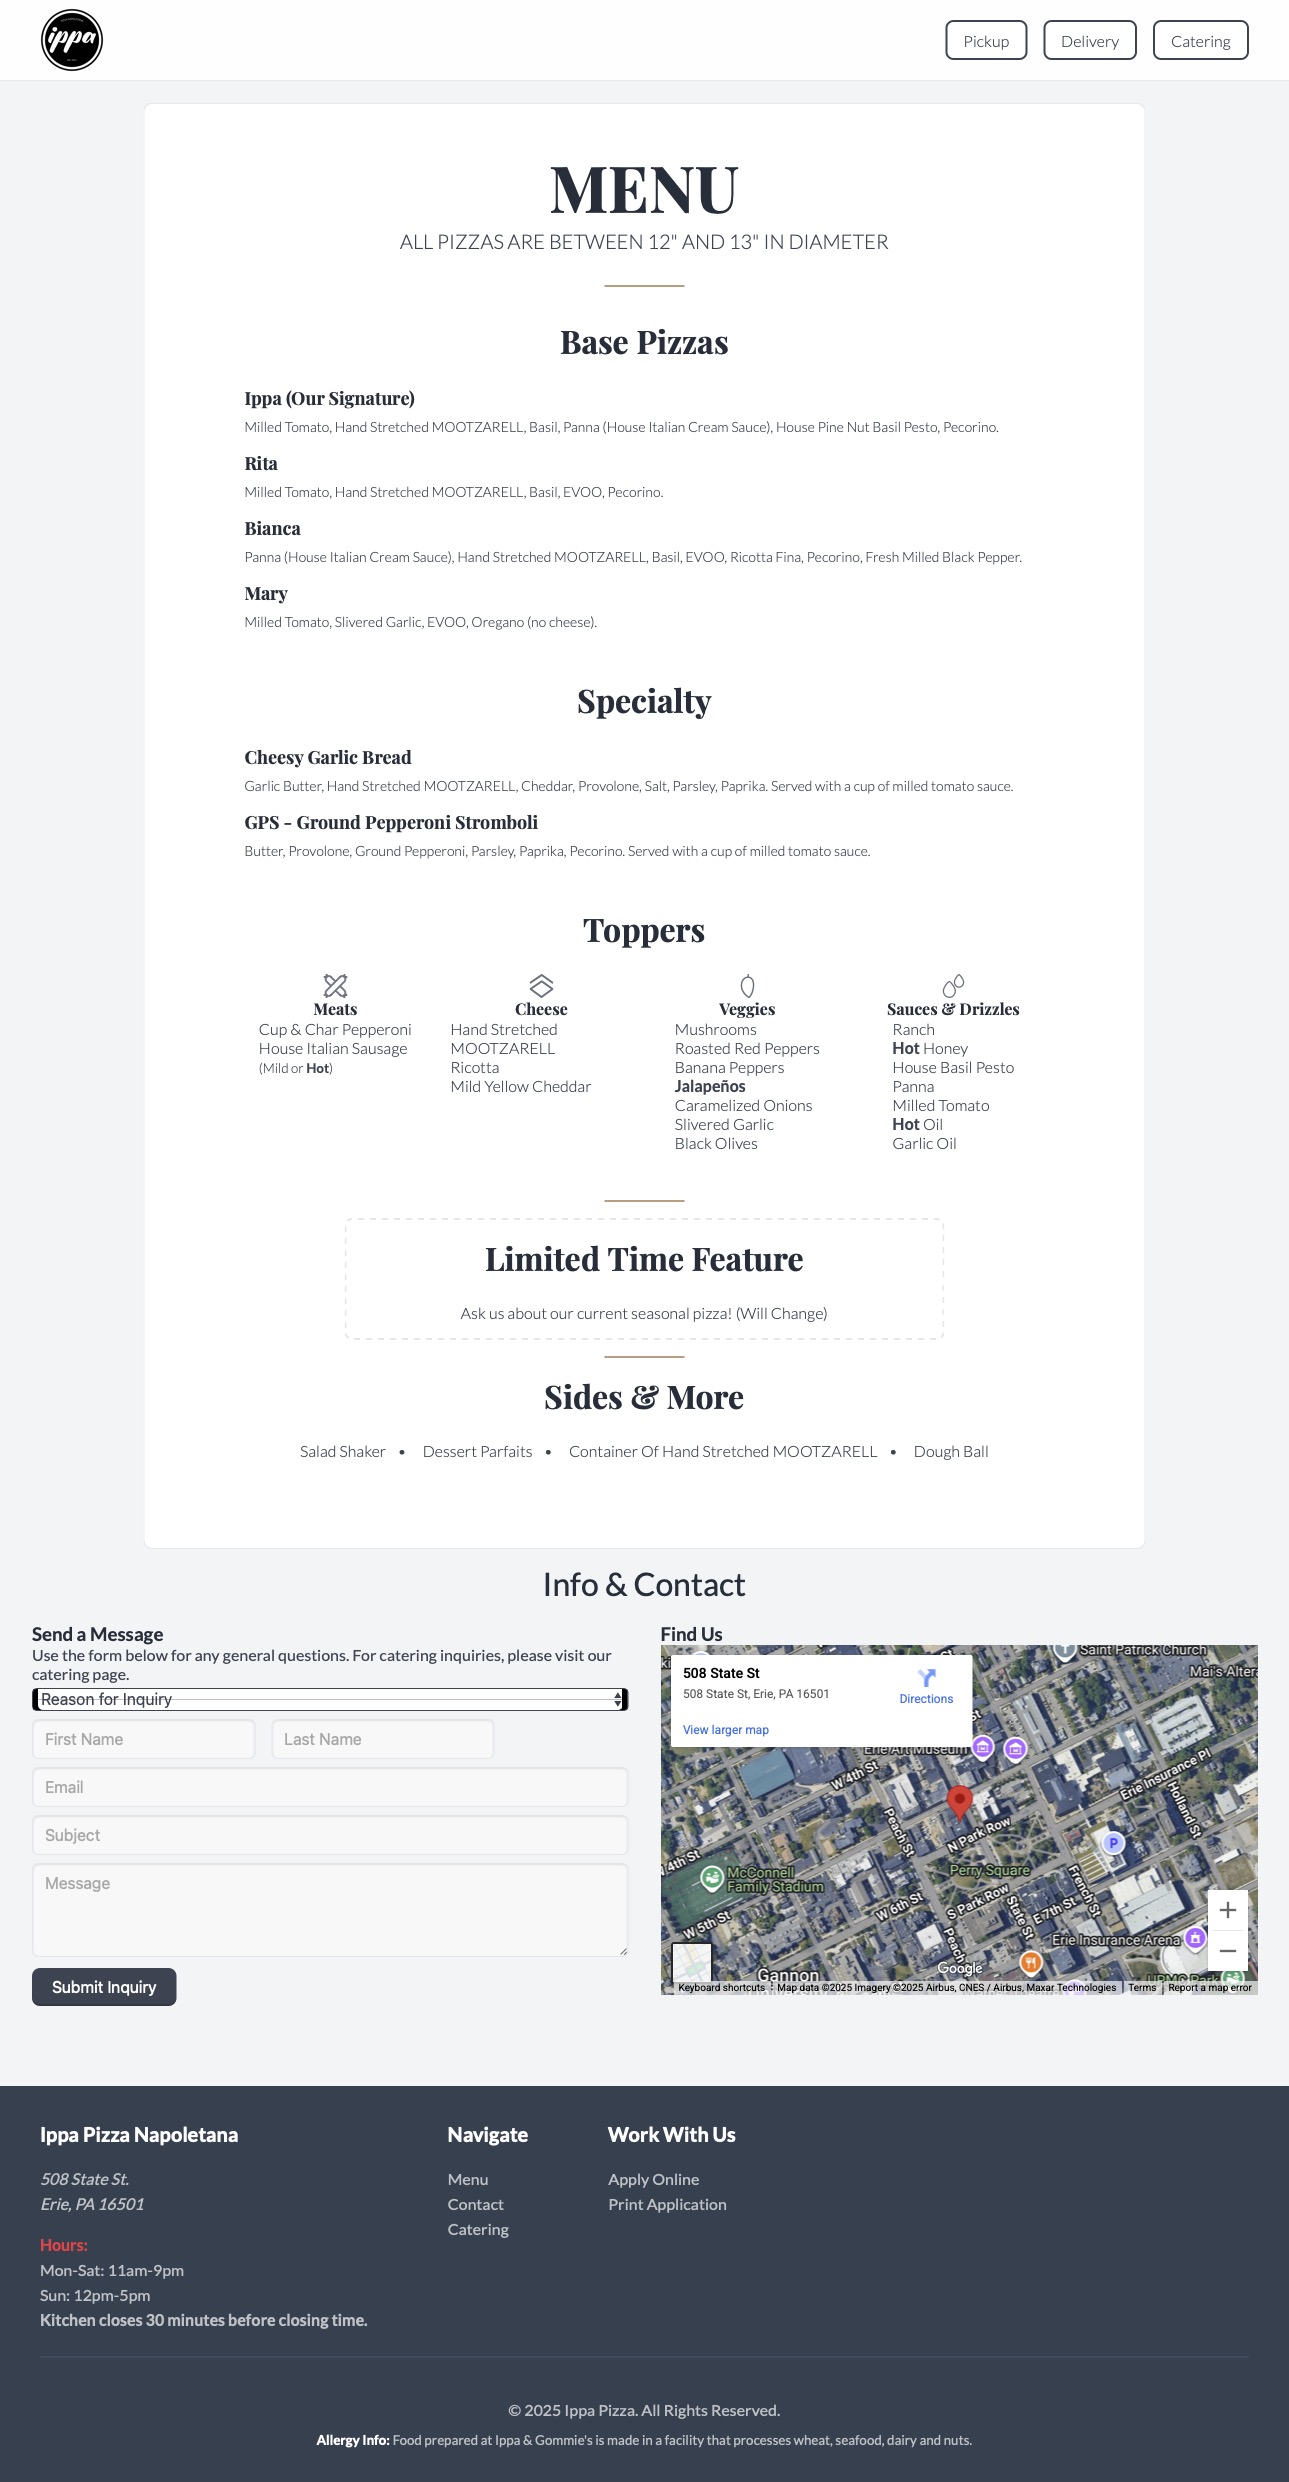 ippa
Pickup
Delivery
Catering
MENU
ALL PIZZAS ARE BETWEEN 12" AND 13" IN DIAMETER
Base Pizzas
Ippa (Our Signature)
Milled Tomato, Hand Stretched MOOTZARELL, Basil, Panna (House Italian Cream Sauce), House Pine Nut Basil Pesto, Pecorino.
Rita
Milled Tomato, Hand Stretched MOOTZARELL, Basil, EVOO, Pecorino.
Bianca
Panna (House Italian Cream Sauce), Hand Stretched MOOTZARELL, Basil, EVOO, Ricotta Fina, Pecorino, Fresh Milled Black Pepper.
Mary
Milled Tomato, Slivered Garlic, EVOO, Oregano (no cheese).
Specialty
Cheesy Garlic Bread
Garlic Butter, Hand Stretched MOOTZARELL, Cheddar, Provolone, Salt, Parsley, Paprika. Served with a cup of milled tomato sauce.
GPS - Ground Pepperoni Stromboli
Butter, Provolone, Ground Pepperoni, Parsley, Paprika, Pecorino. Served with a cup of milled tomato sauce.
Toppers
Meats
Cup & Char Pepperoni
House Italian Sausage
(Mild or Hot)
Cheese
Hand Stretched
MOOTZARELL
Ricotta
Mild Yellow Cheddar
Veggies
Mushrooms
Roasted Red Peppers
Banana Peppers
Jalapeños
Caramelized Onions
Slivered Garlic
Black Olives
Sauces & Drizzles
Ranch
Hot Honey
House Basil Pesto
Panna
Milled Tomato
Hot Oil
Garlic Oil
Limited Time Feature
Ask us about our current seasonal pizza! (Will Change)
Sides & More
Salad Shaker • Dessert Parfaits • Container Of Hand Stretched MOOTZARELL • Dough Ball
Info & Contact
Send a Message
Use the form below for any general questions. For catering inquiries, please visit our
catering page.
Reason for Inquiry
First Name
Last Name
Email
Subject
Message
Submit Inquiry
Find Us
Saint Patrick Church
Mai's Altera
508 State St
508 State St, Erie, PA 16501
Directions
View larger map
Erie Art Museum
W 4th St
Erie Insurance Pl
Holland St
Peach St
N Park Row
P
Perry Square
McConnell
Family Stadium
W 4th St
W 5th St
W 6th St
S Park Row
State St
E 7th St
French St
Peach
Erie Insurance Arena
Gannon
Google
UPMC Park
Keyboard shortcuts
Map data ©2025 Imagery ©2025 Airbus, CNES / Airbus, Maxar Technologies
Terms
Report a map error
Ippa Pizza Napoletana
508 State St.
Erie, PA 16501
Hours:
Mon-Sat: 11am-9pm
Sun: 12pm-5pm
Kitchen closes 30 minutes before closing time.
Navigate
Menu
Contact
Catering
Work With Us
Apply Online
Print Application
© 2025 Ippa Pizza. All Rights Reserved.
Allergy Info: Food prepared at Ippa & Gommie's is made in a facility that processes wheat, seafood, dairy and nuts.